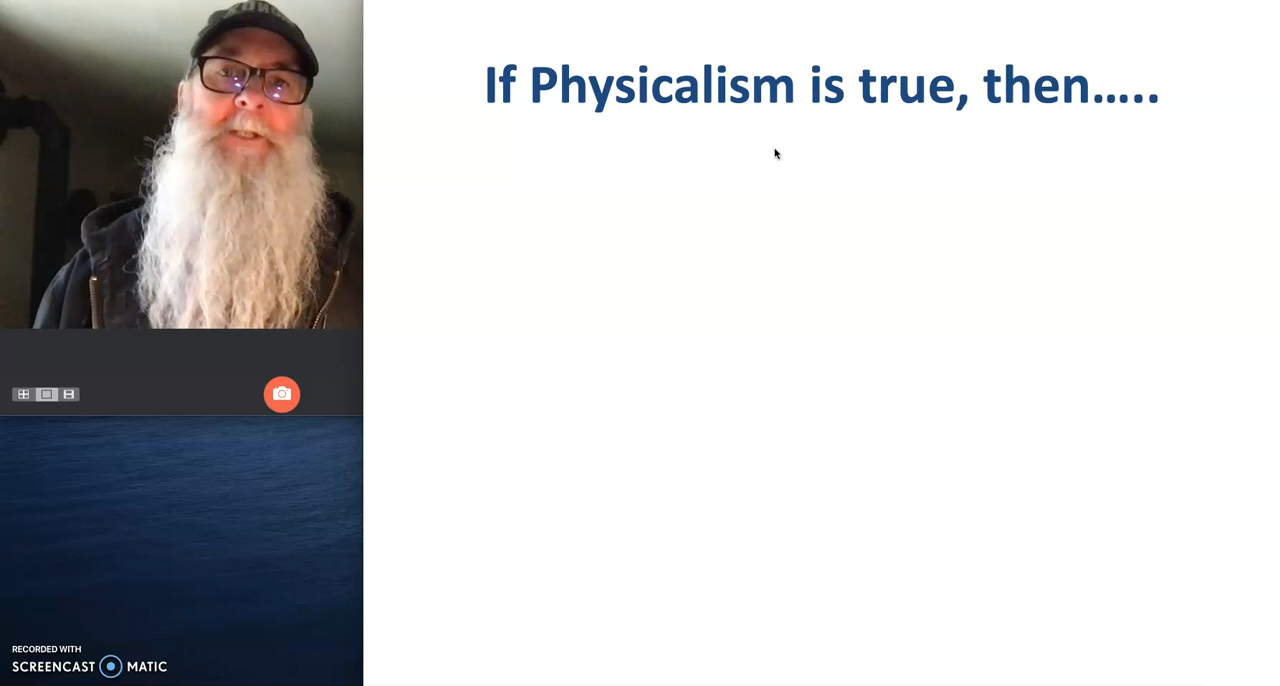 If Physicalism is true, then.....
RECORDED WITH
SCREENCAST MATIC